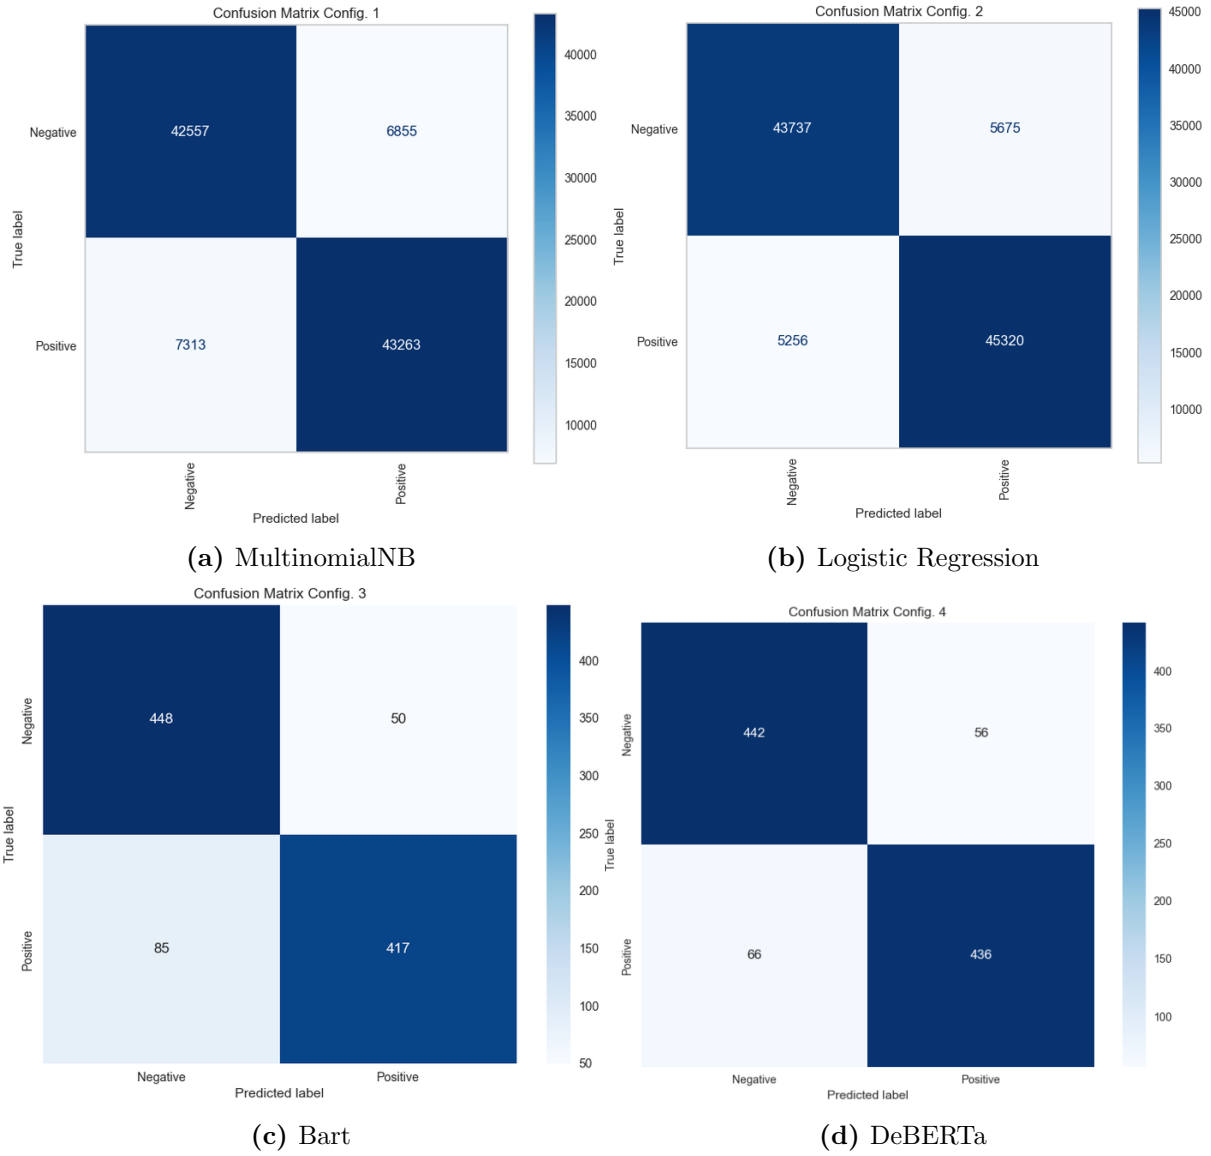 Confusion Matrix Config. 1
40000
35000
30000
25000
20000
15000
10000
True label
Negative
42557 6855
Positive
7313 43263
Negative
Positive
Predicted label
(a) MultinomialNB
Confusion Matrix Config. 2
45000
40000
35000
30000
25000
20000
15000
10000
True label
Negative
43737 5675
Positive
5256 45320
Negative
Positive
Predicted label
(b) Logistic Regression
Confusion Matrix Config. 3
400
350
300
250
200
150
100
50
True label
Negative
448 50
Positive
85 417
Negative Positive
Predicted label
(c) Bart
Confusion Matrix Config. 4
400
350
300
250
200
150
100
True label
Negative
442 56
Positive
66 436
Negative Positive
Predicted label
(d) DeBERTa